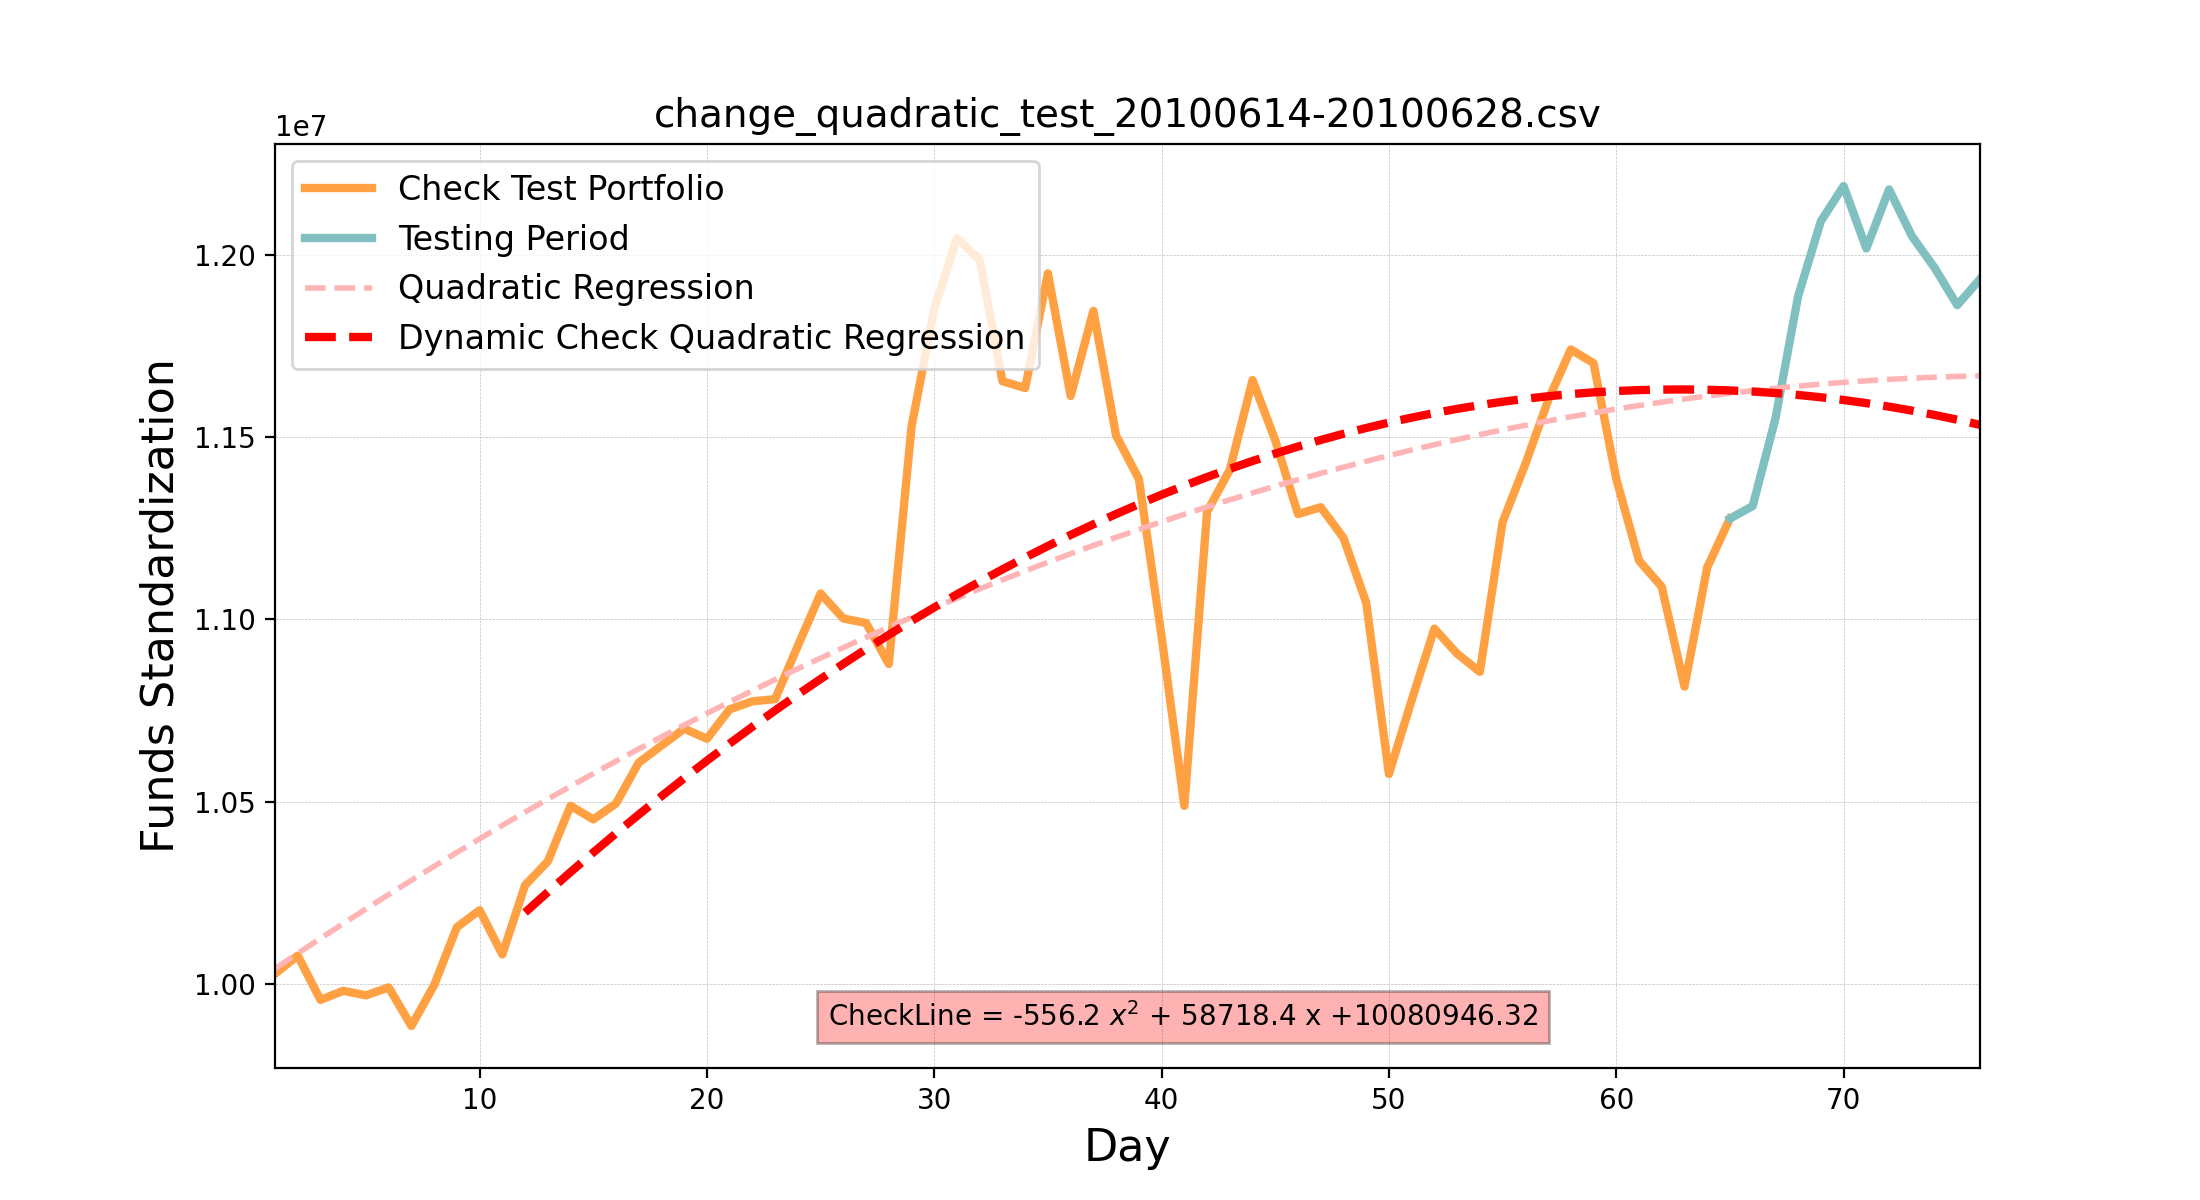 change_quadratic_test_20100614-20100628.csv
1e7
Check Test Portfolio
Testing Period
Quadratic Regression
Dynamic Check Quadratic Regression
Funds Standardization
1.20
1.15
1.10
1.05
1.00
CheckLine = -556.2 x² + 58718.4 x +10080946.32
10 20 30 40 50 60 70
Day